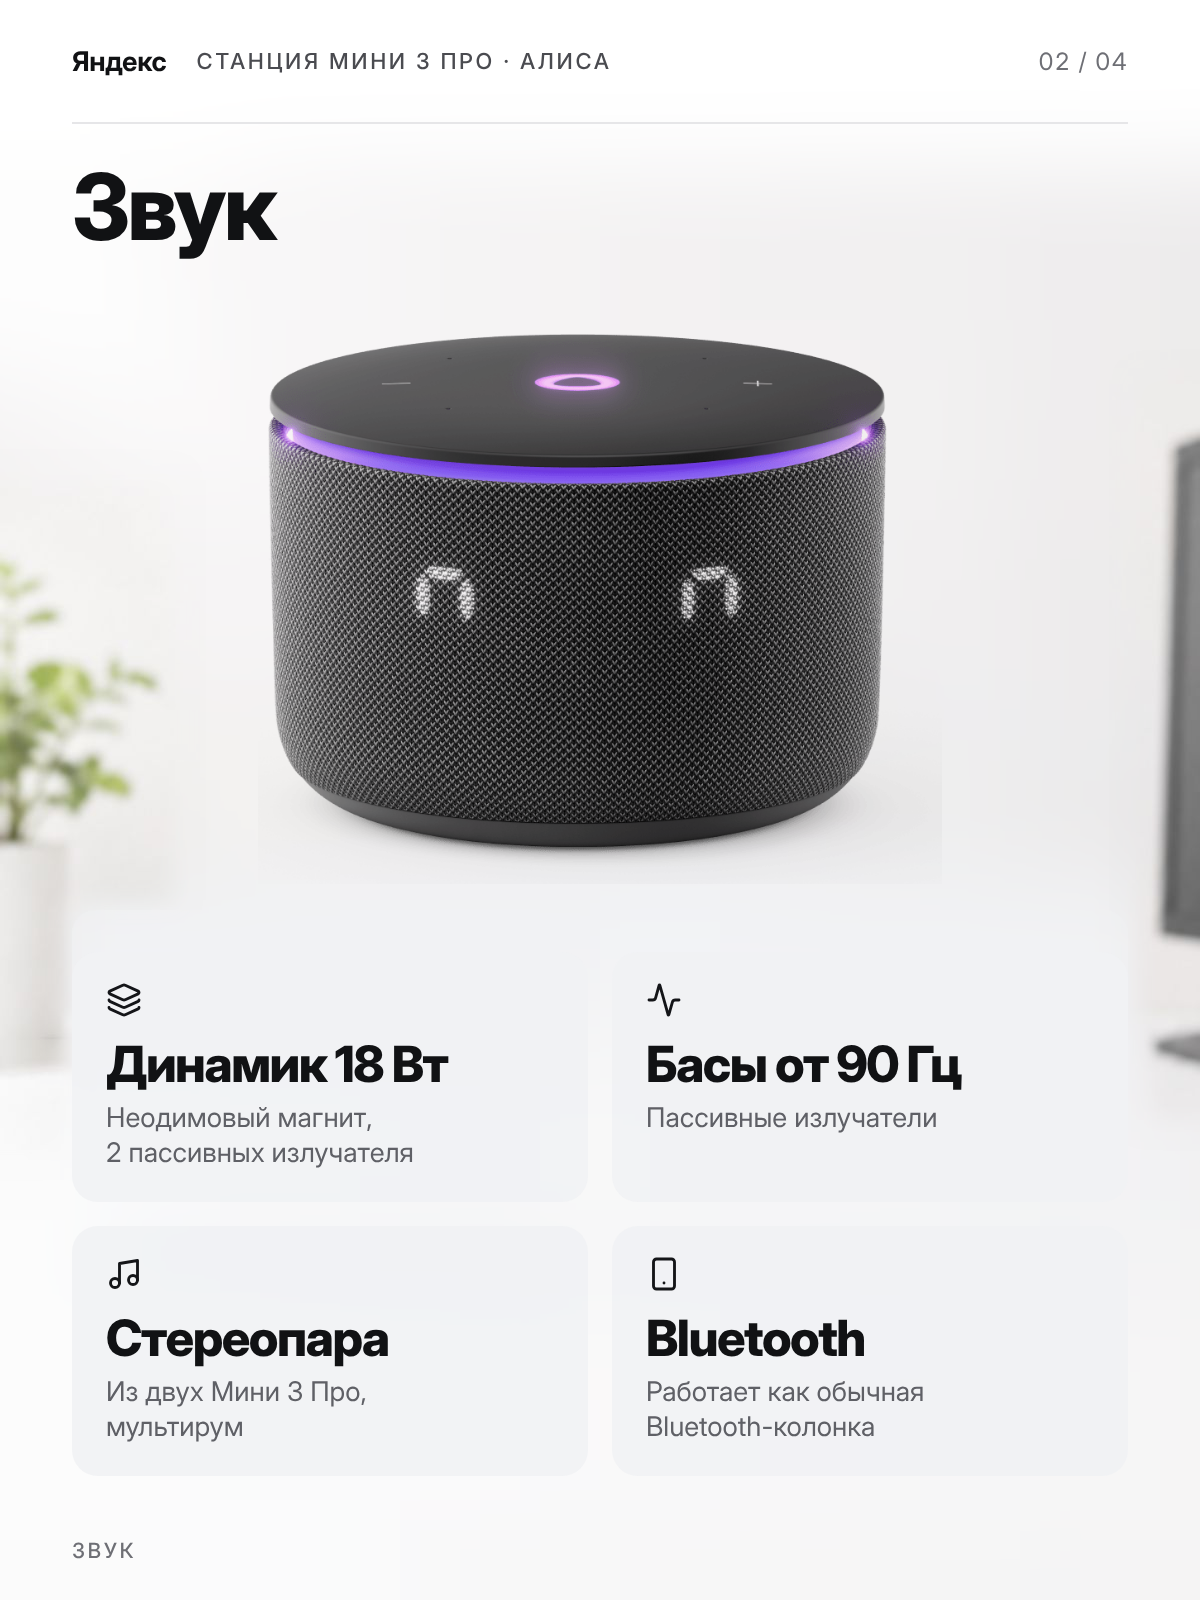 Яндекс СТАНЦИЯ МИНИ 3 ПРО · АЛИСА 02 / 04
Звук
Динамик 18 Вт
Неодимовый магнит,
2 пассивных излучателя
Басы от 90 Гц
Пассивные излучатели
Стереопара
Из двух Мини 3 Про,
мультирум
Bluetooth
Работает как обычная
Bluetooth-колонка
ЗВУК